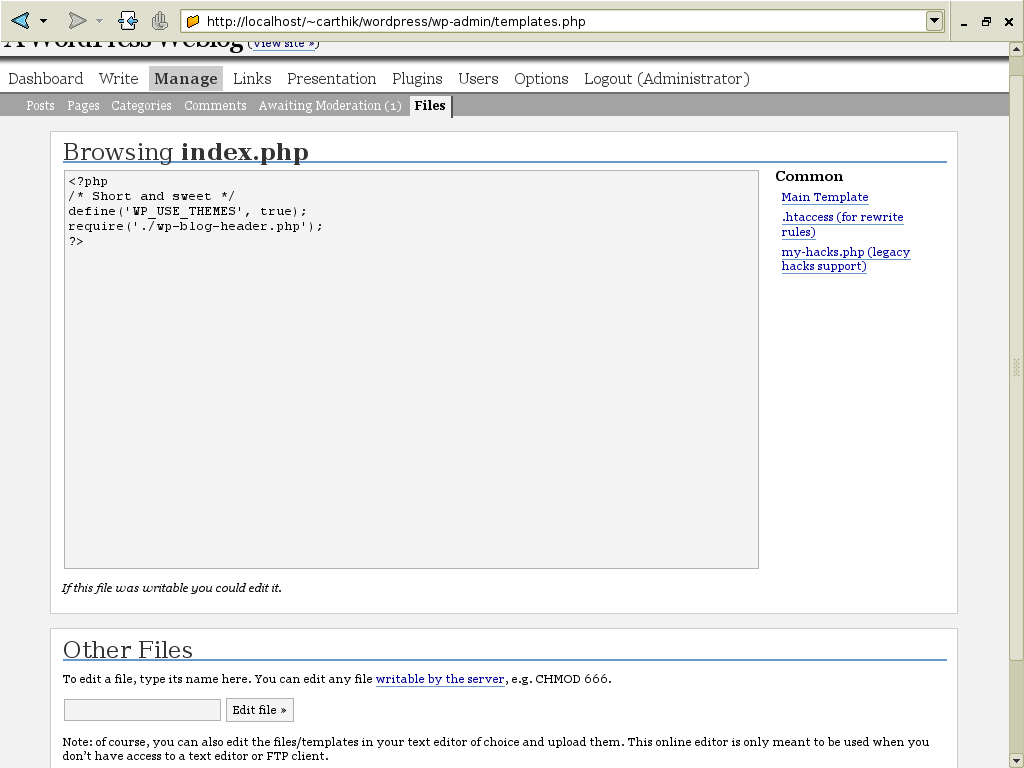 http://localhost/~carthik/wordpress/wp-admin/templates.php
A WordPress Weblog (View site »)
Dashboard Write Manage Links Presentation Plugins Users Options Logout (Administrator)
Posts Pages Categories Comments Awaiting Moderation (1) Files
Browsing index.php
<?php
/* Short and sweet */
define('WP_USE_THEMES', true);
require('./wp-blog-header.php');
?>
Common
Main Template
.htaccess (for rewrite
rules)
my-hacks.php (legacy
hacks support)
If this file was writable you could edit it.
Other Files
To edit a file, type its name here. You can edit any file writable by the server, e.g. CHMOD 666.
Edit file »
Note: of course, you can also edit the files/templates in your text editor of choice and upload them. This online editor is only meant to be used when you
don’t have access to a text editor or FTP client.